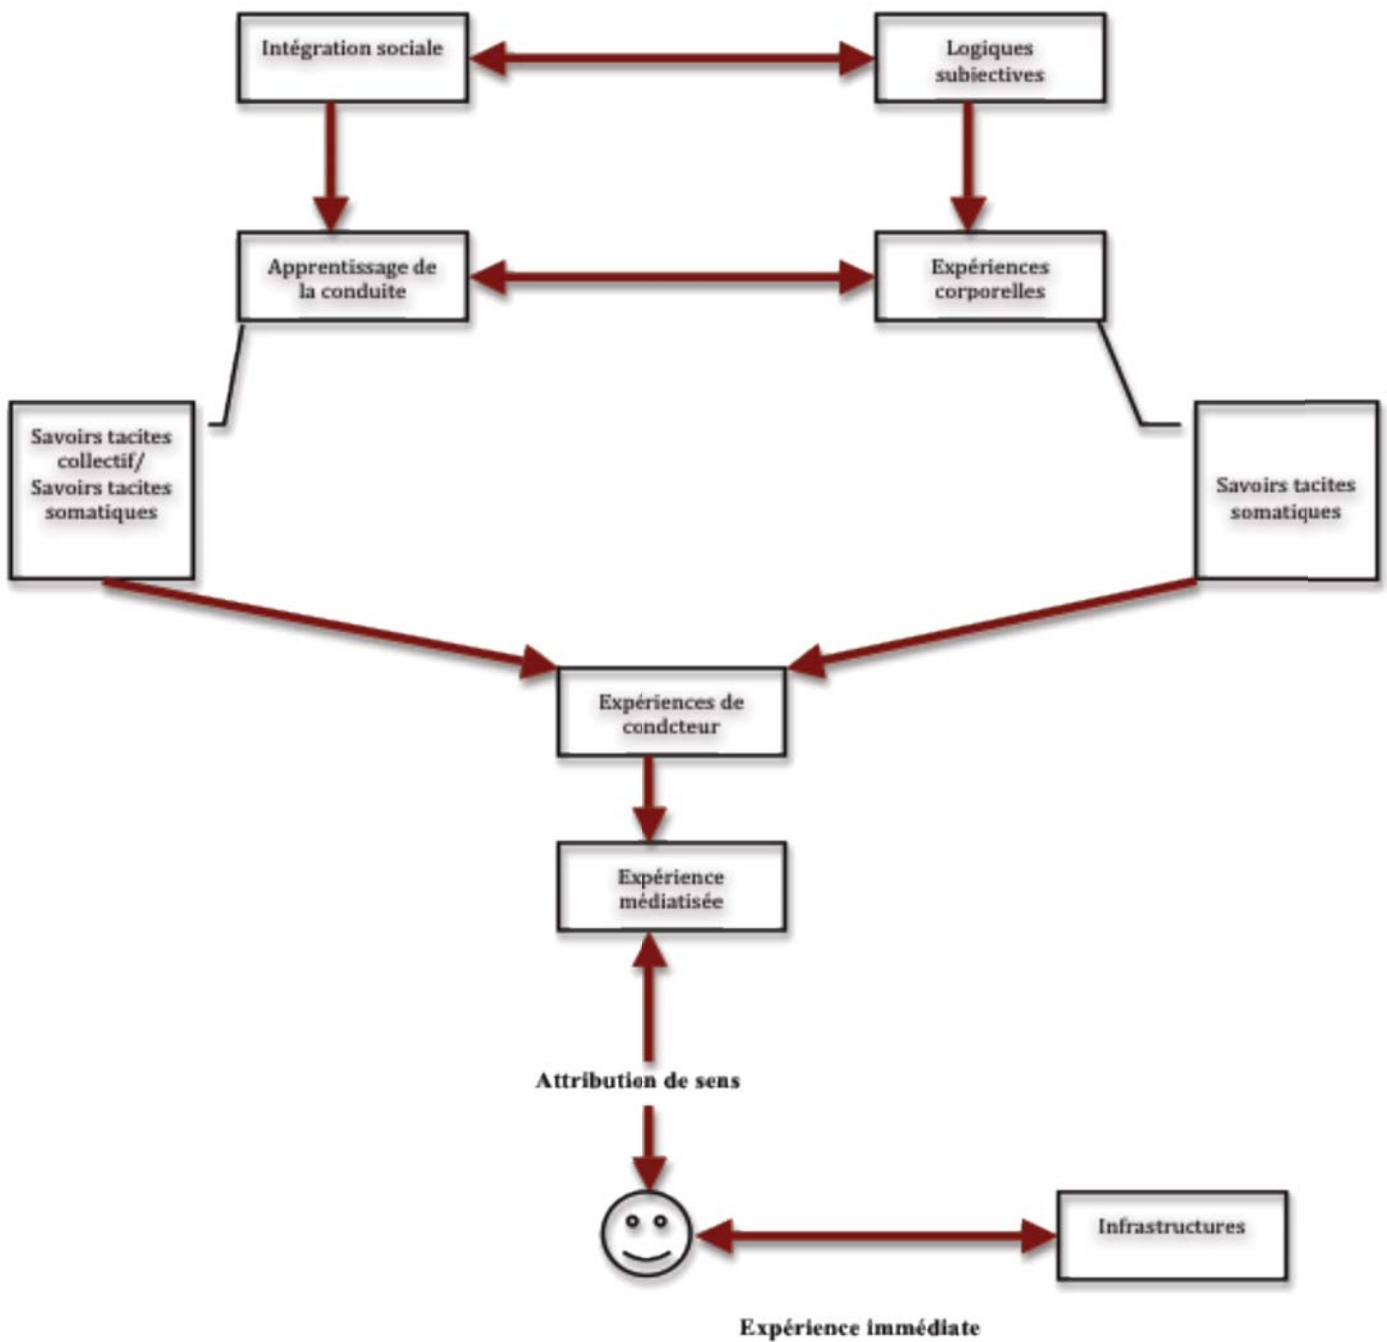 Intégration sociale
Logiques
subjectives
Apprentissage de
la conduite
Expériences
corporelles
Savoirs tacites
collectif/
Savoirs tacites
somatiques
Savoirs tacites
somatiques
Expériences de
condcteur
Expérience
médiatisée
Attribution de sens
Infrastructures
Expérience immédiate